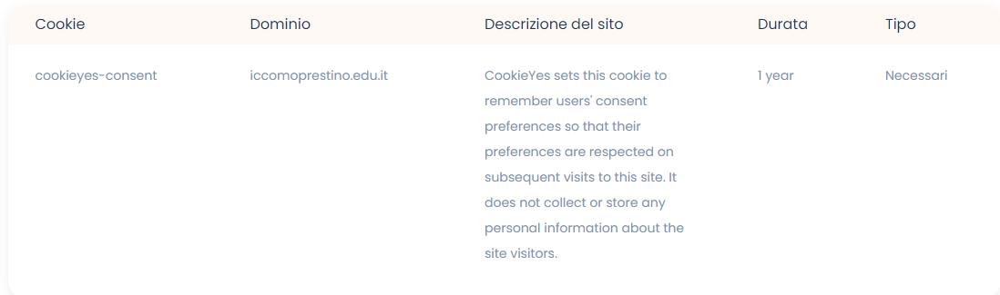 Cookie Dominio Descrizione del sito Durata Tipo
cookieyes-consent iccomoprestino.edu.it CookieYes sets this cookie to 1 year Necessari
remember users' consent
preferences so that their
preferences are respected on
subsequent visits to this site. It
does not collect or store any
personal information about the
site visitors.